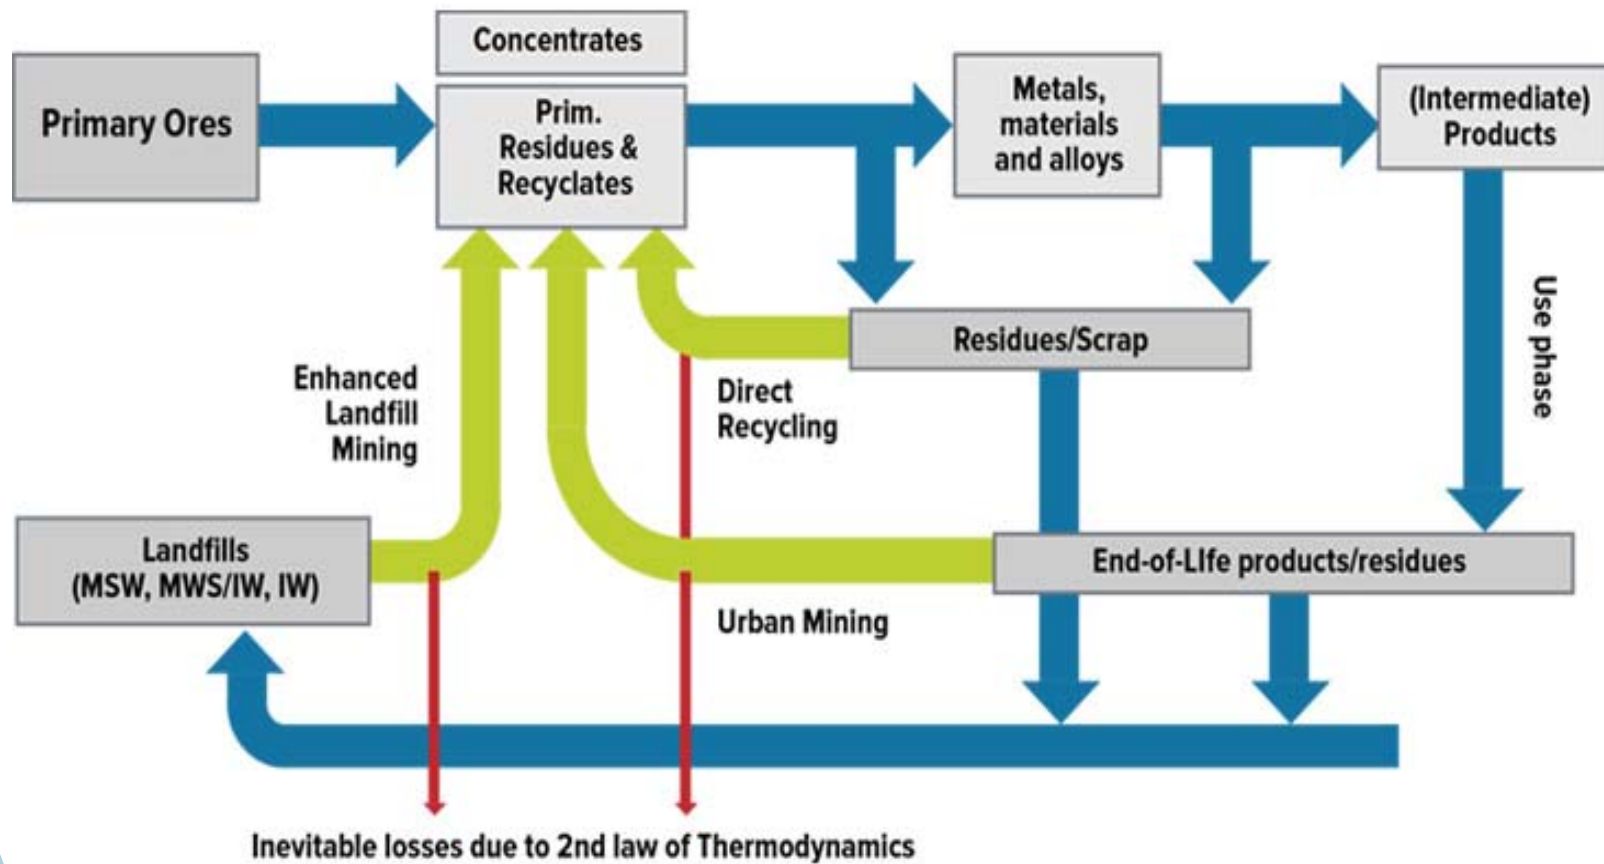 Concentrates
Primary Ores
Prim.
Residues &
Recyclates
Metals,
materials
and alloys
(Intermediate)
Products
Residues/Scrap
Use phase
Enhanced
Landfill
Mining
Direct
Recycling
Landfills
(MSW, MWS/IW, IW)
End-of-LIfe products/residues
Urban Mining
Inevitable losses due to 2nd law of Thermodynamics